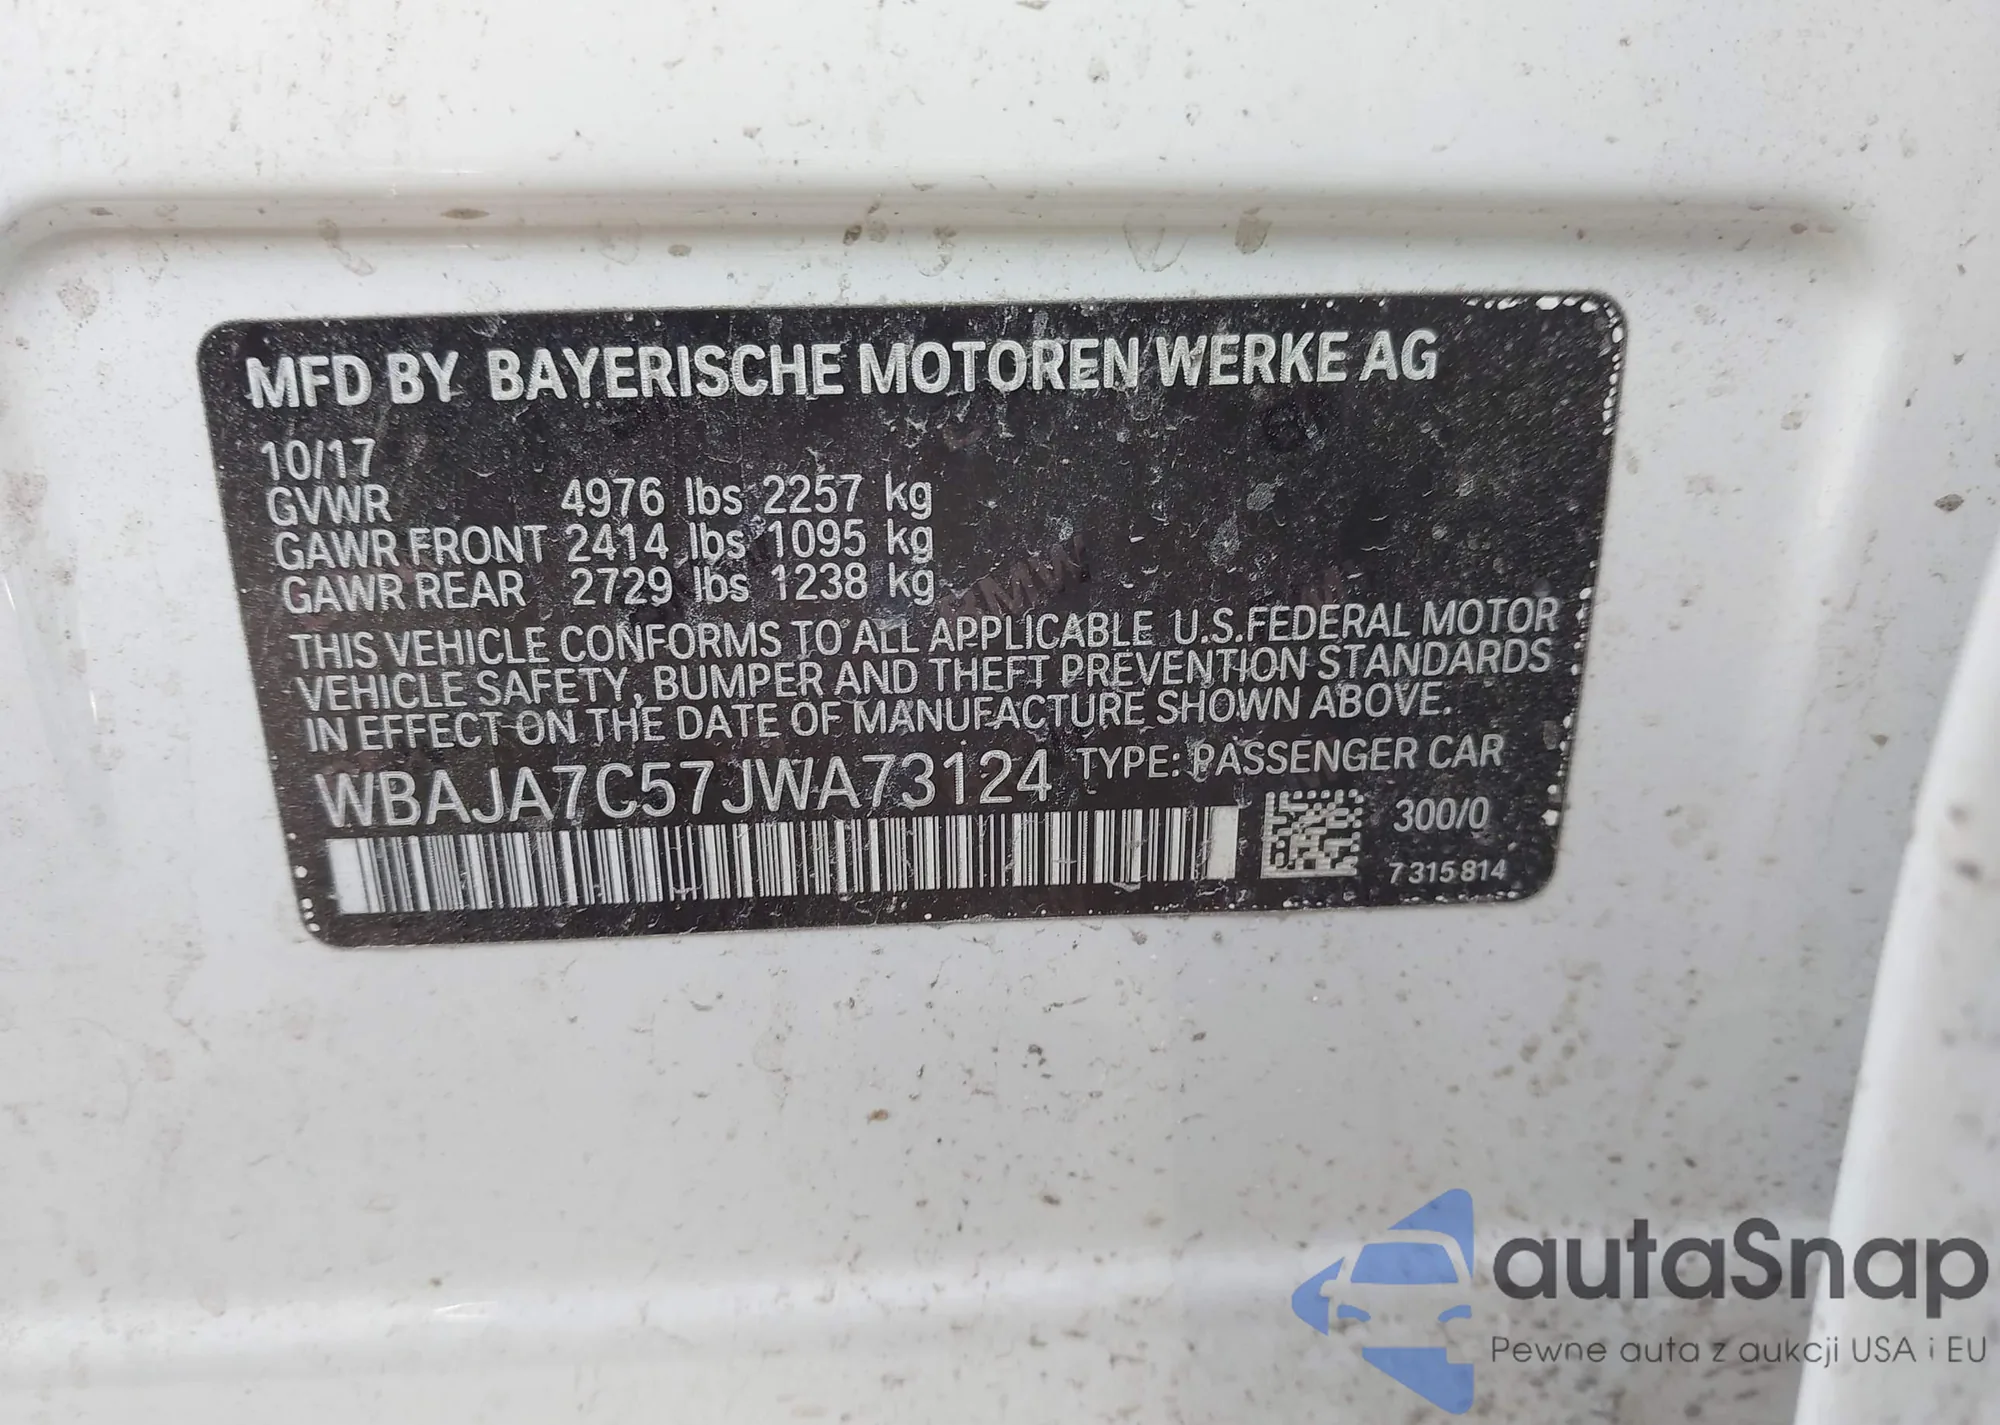 MFD BY BAYERISCHE MOTOREN WERKE AG
10/17
GVWR 4976 lbs 2257 kg
GAWR FRONT 2414 lbs 1095 kg
GAWR REAR 2729 lbs 1238 kg
THIS VEHICLE CONFORMS TO ALL APPLICABLE U.S.FEDERAL MOTOR
VEHICLE SAFETY, BUMPER AND THEFT PREVENTION STANDARDS
IN EFFECT ON THE DATE OF MANUFACTURE SHOWN ABOVE.
WBAJA7C57JWA73124 TYPE: PASSENGER CAR
300/0
7 315 814
autaSnap
Pewne auta z aukcji USA i EU